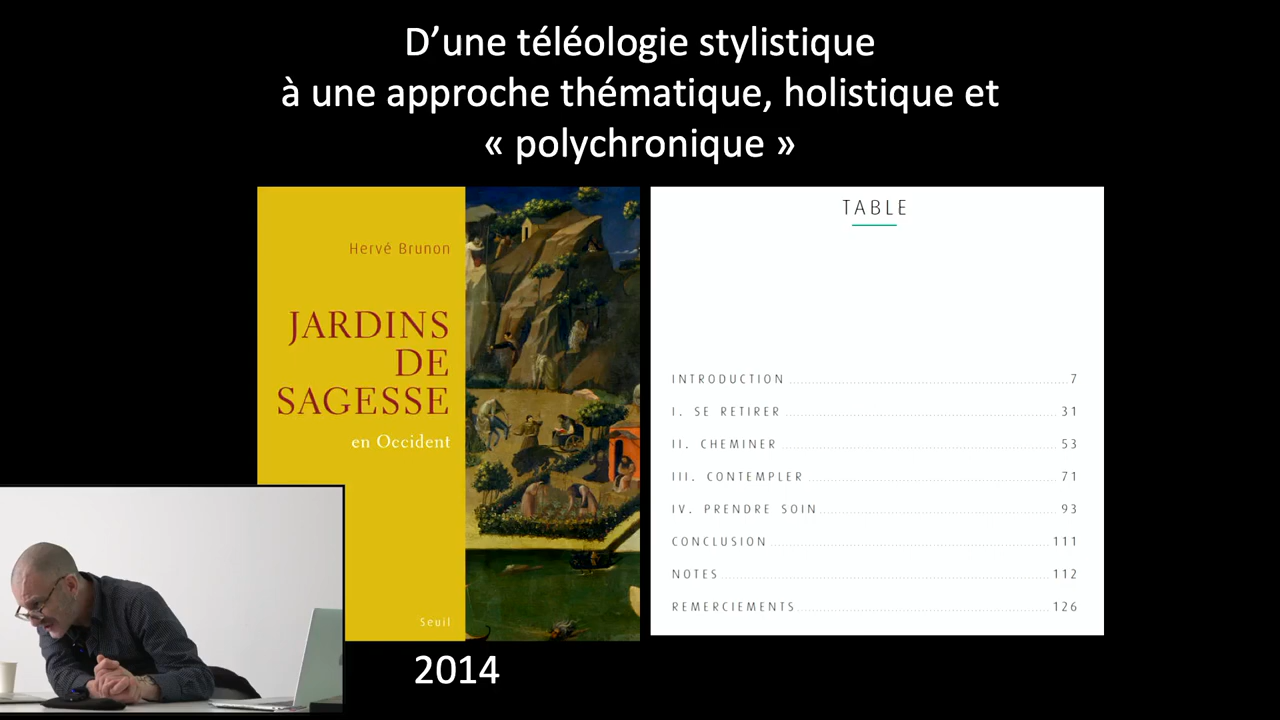 D’une téléologie stylistique
à une approche thématique, holistique et
« polychronique »
Hervé Brunon
JARDINS
DE
SAGESSE
en Occident
Seuil
2014
TABLE
INTRODUCTION 7
I. SE RETIRER 31
II. CHEMINER 53
III. CONTEMPLER 71
IV. PRENDRE SOIN 93
CONCLUSION 111
NOTES 112
REMERCIEMENTS 126